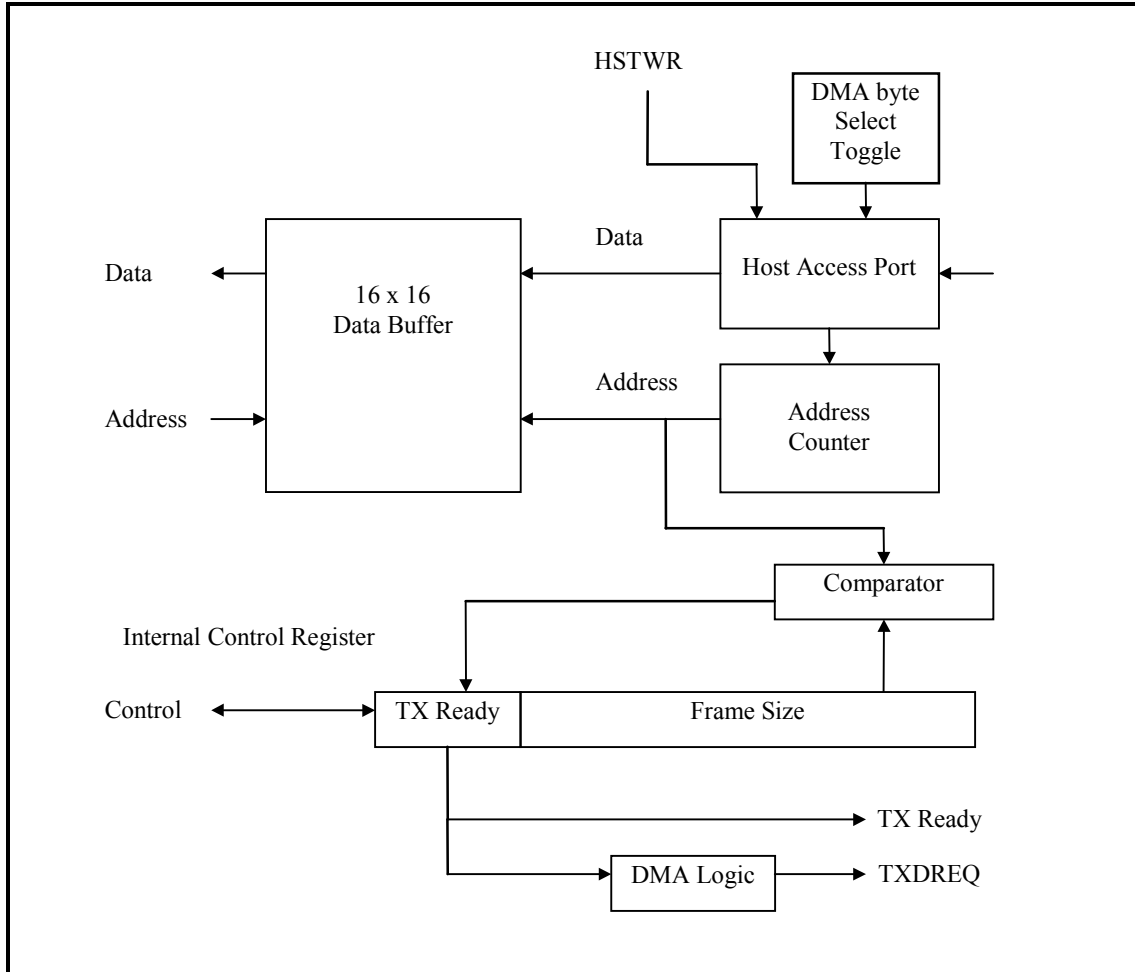 HSTWR
DMA byte
Select
Toggle
Data
Data
Host Access Port
16 x 16
Data Buffer
Address
Address
Address
Counter
Comparator
Internal Control Register
Control
TX Ready
Frame Size
TX Ready
DMA Logic
TXDREQ